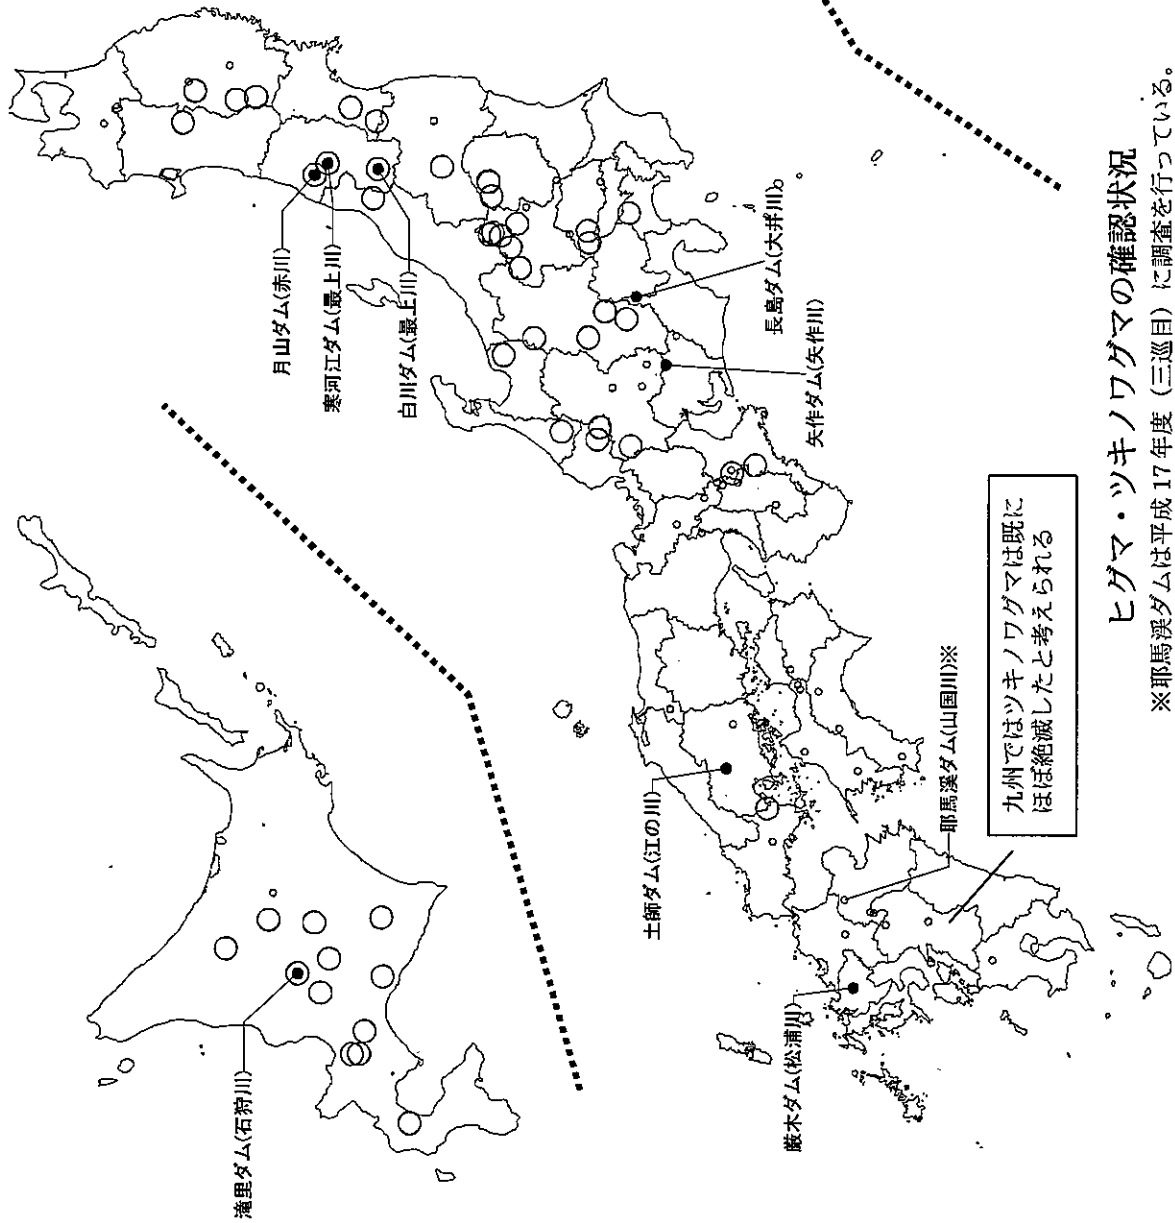 ヒグマ・ツキノワグマの確認状況
※耶馬渓ダムは平成17年度（三巡目）に調査を行っている。
滝里ダム(石狩川)
月山ダム(赤川)
寒河江ダム(最上川)
白川ダム(最上川)
長島ダム(大井川)
矢作ダム(矢作川)
土師ダム(江の川)
耶馬渓ダム(山国川)※
厳木ダム(松浦川)
九州ではツキノワグマは既に
ほぼ絶滅したと考えられる